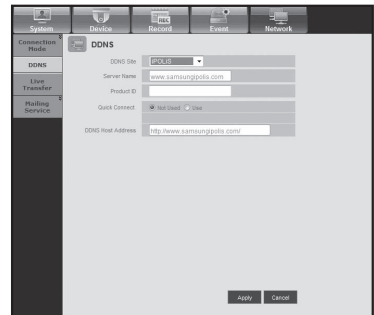 System Device Record Event Network
Connection Mode
DDNS
Live Transfer
Mailing Service
DDNS
DDNS Site IPOLIS
Server Name www.samsungipolis.com
Product ID
Quick Connect Not Used Use
DDNS Host Address http://www.samsungipolis.com/
Apply Cancel